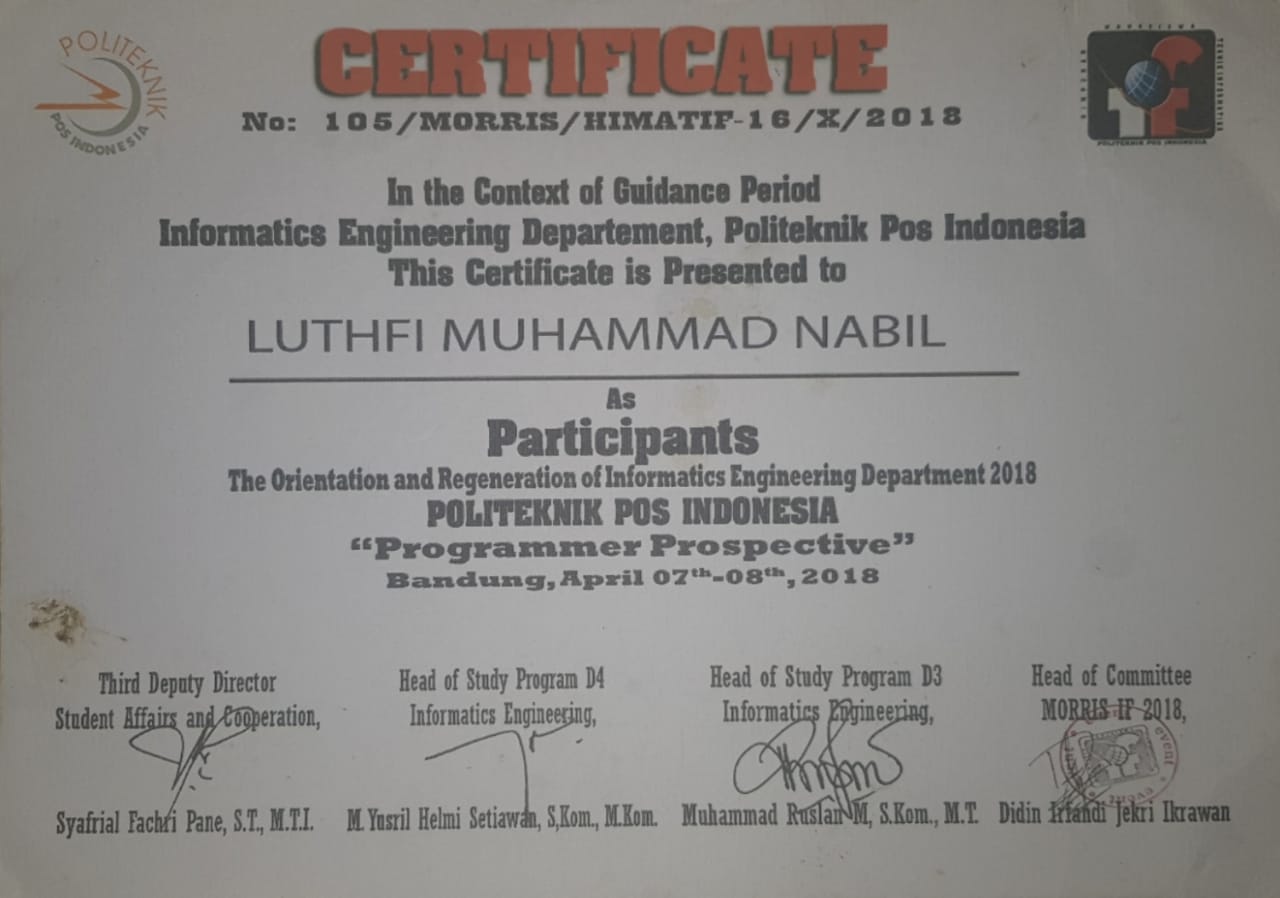 POLITEKNIK
POS INDONESIA
CERTIFICATE
No: 105/MORRIS/HIMATIF-16/X/2018
if
POLITEKNIK POS INDONESIA
In the Context of Guidance Period
Informatics Engineering Departement, Politeknik Pos Indonesia
This Certificate is Presented to
LUTHFI MUHAMMAD NABIL
As
Participants
The Orientation and Regeneration of Informatics Engineering Department 2018
POLITEKNIK POS INDONESIA
“Programmer Prospective”
Bandung, April 07th-08th, 2018
Third Deputy Director
Student Affairs and Cooperation,
Syafrial Fachri Pane, S.T., M.T.I.
Head of Study Program D4
Informatics Engineering,
M. Yusril Helmi Setiawan, S,Kom., M.Kom.
Head of Study Program D3
Informatics Engineering,
Muhammad Ruslan M, S.Kom., M.T.
Head of Committee
MORRIS IF 2018,
event
Didin Irfandi Jekri Ikrawan